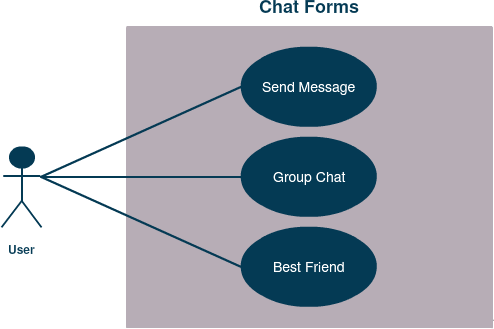 Chat Forms
Send Message
Group Chat
Best Friend
User